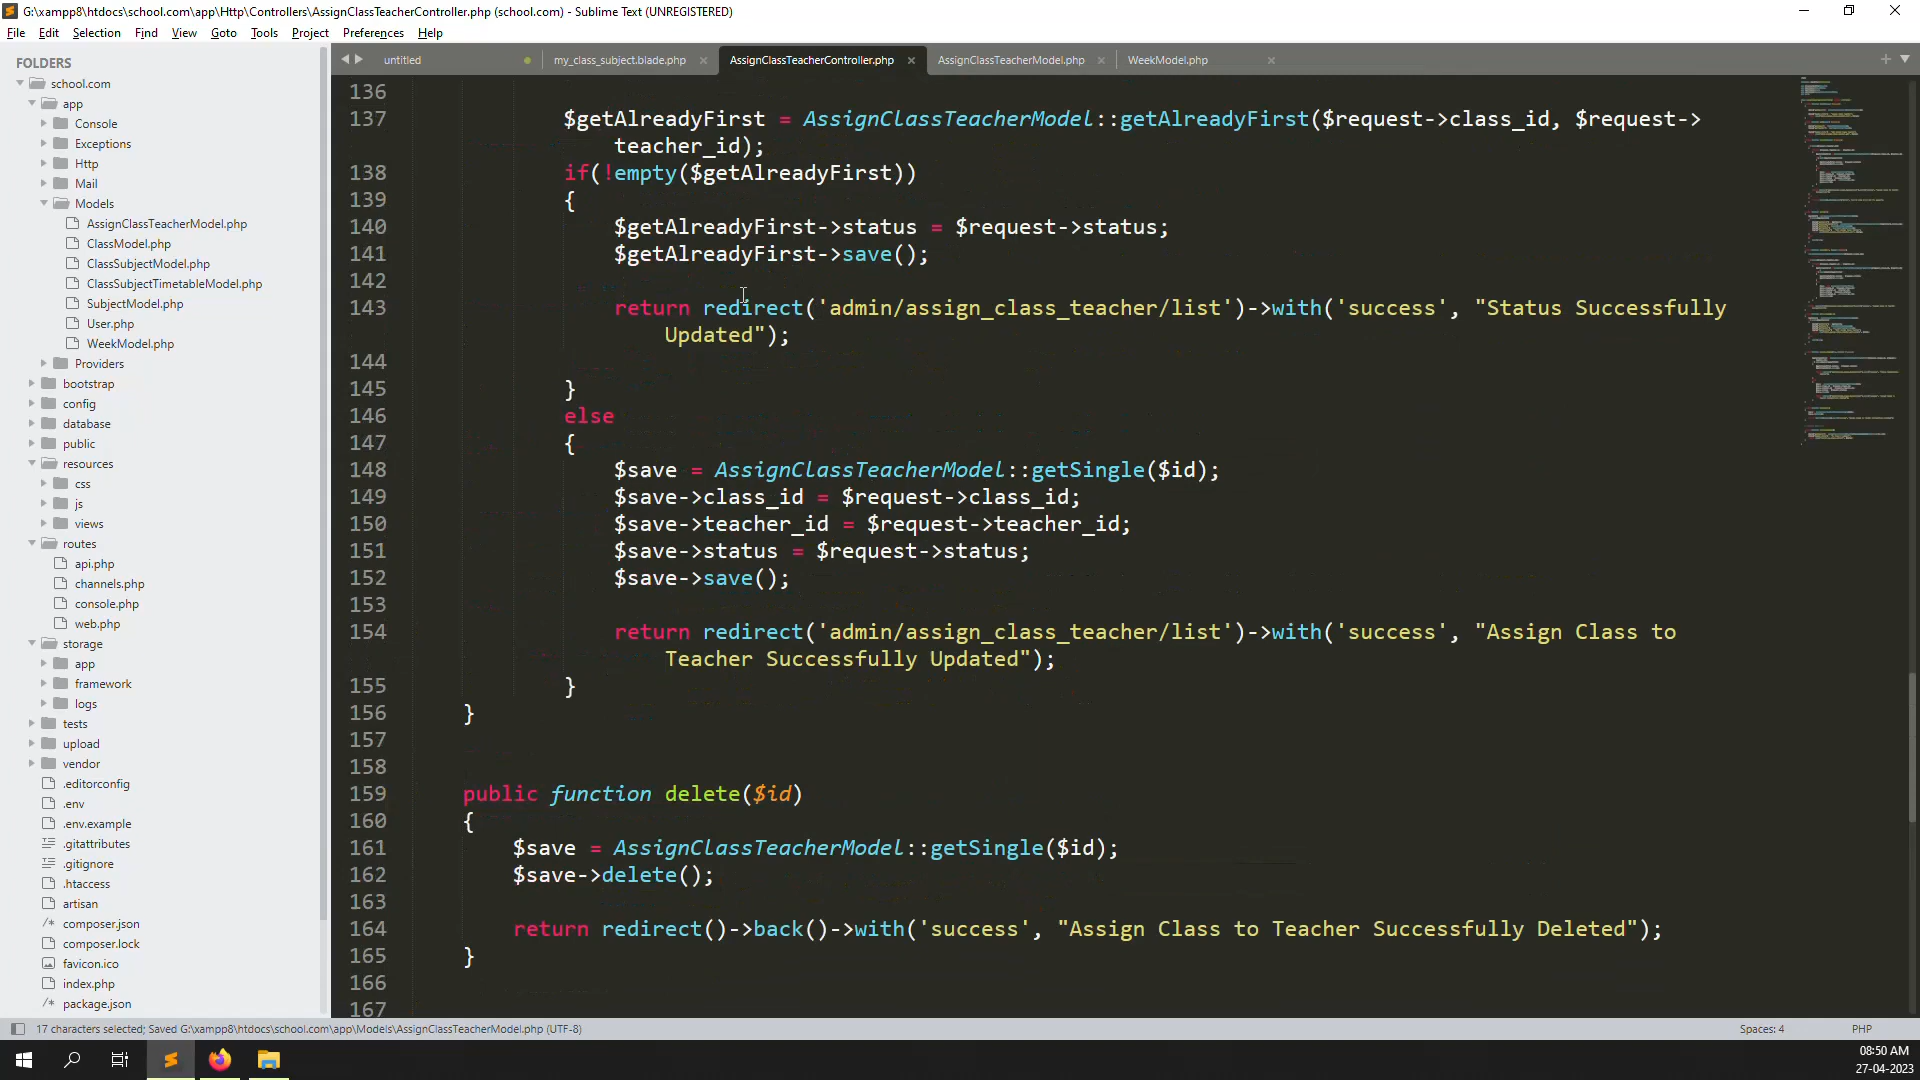 G:\xampp8\htdocs\school.com\app\Http\Controllers\AssignClassTeacherController.php (school.com) - Sublime Text (UNREGISTERED)
File Edit Selection Find View Goto Tools Project Preferences Help
FOLDERS
school.com
app
Console
Exceptions
Http
Mail
Models
AssignClassTeacherModel.php
ClassModel.php
ClassSubjectModel.php
ClassSubjectTimetableModel.php
SubjectModel.php
User.php
WeekModel.php
Providers
bootstrap
config
database
public
resources
css
js
views
routes
api.php
channels.php
console.php
web.php
storage
app
framework
logs
tests
upload
vendor
.editorconfig
.env
.env.example
.gitattributes
.gitignore
.htaccess
artisan
composer.json
composer.lock
favicon.ico
index.php
package.json
untitled my_class_subject.blade.php AssignClassTeacherController.php AssignClassTeacherModel.php WeekModel.php
136
137 $getAlreadyFirst = AssignClassTeacherModel::getAlreadyFirst($request->class_id, $request->
teacher_id);
138 if(!empty($getAlreadyFirst))
139 {
140 $getAlreadyFirst->status = $request->status;
141 $getAlreadyFirst->save();
142
143 return redirect('admin/assign_class_teacher/list')->with('success', "Status Successfully
Updated");
144
145 }
146 else
147 {
148 $save = AssignClassTeacherModel::getSingle($id);
149 $save->class_id = $request->class_id;
150 $save->teacher_id = $request->teacher_id;
151 $save->status = $request->status;
152 $save->save();
153
154 return redirect('admin/assign_class_teacher/list')->with('success', "Assign Class to
Teacher Successfully Updated");
155 }
156 }
157
158
159 public function delete($id)
160 {
161 $save = AssignClassTeacherModel::getSingle($id);
162 $save->delete();
163
164 return redirect()->back()->with('success', "Assign Class to Teacher Successfully Deleted");
165 }
166
167
17 characters selected; Saved G:\xampp8\htdocs\school.com\app\Models\AssignClassTeacherModel.php (UTF-8) Spaces: 4 PHP
08:50 AM
27-04-2023